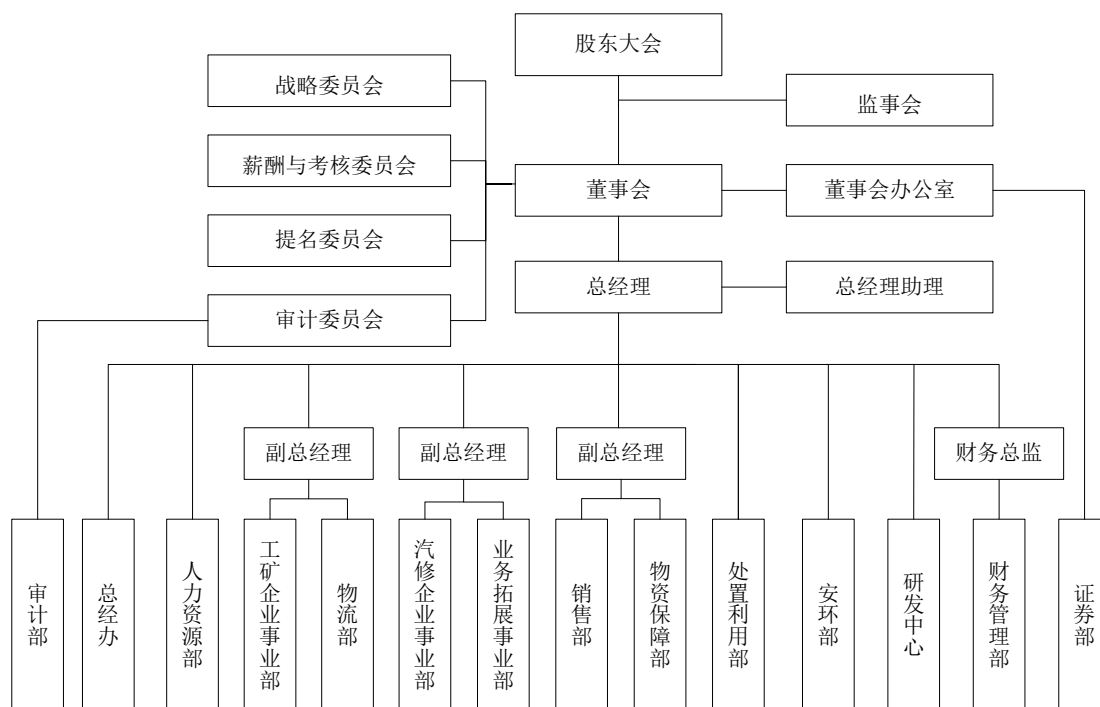 股东大会
战略委员会
监事会
薪酬与考核委员会
董事会
董事会办公室
提名委员会
总经理
总经理助理
审计委员会
副总经理
副总经理
副总经理
财务总监
审计部
总经办
人力资源部
工矿企业事业部
物流部
汽修企业事业部
业务拓展事业部
销售部
物资保障部
处置利用部
安环部
研发中心
财务管理部
证券部